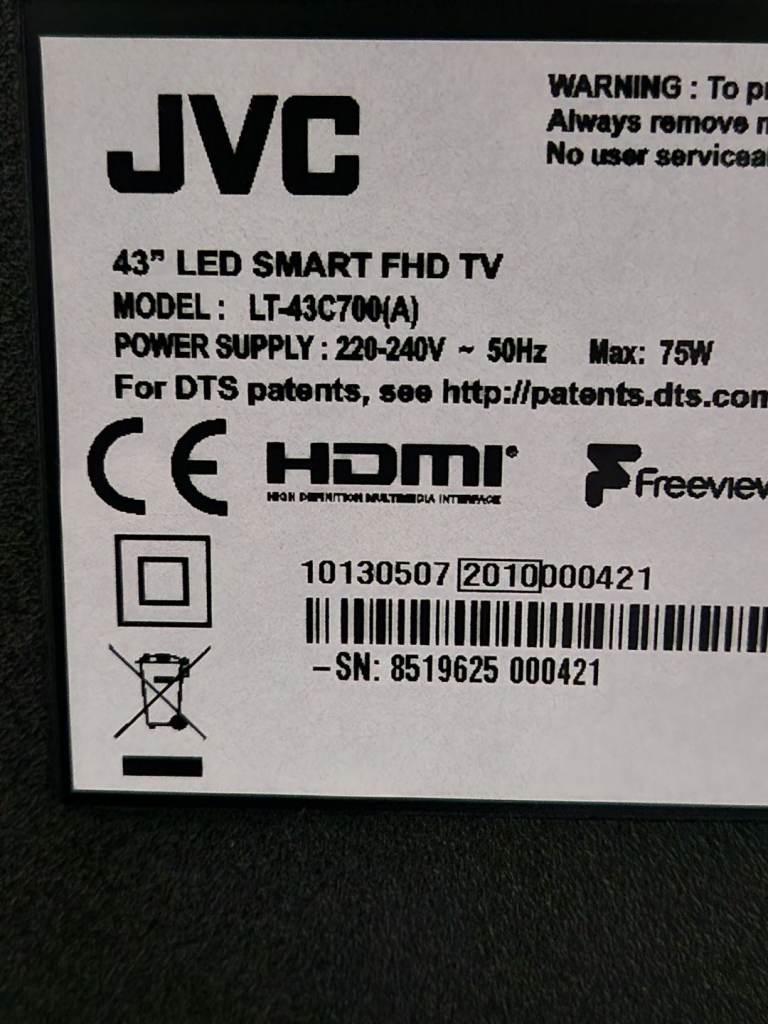 JVC
WARNING : To
Always remove
No user
43” LED SMART FHD TV
MODEL : LT-43C700(A)
POWER SUPPLY : 220-240V ~ 50Hz Max: 75W
For DTS patents, see http://patents.dts.com
CE HDMI
HIGH DEFINITION MULTIMEDIA INTERFACE
Freeview
10130507 2010000421
–SN: 8519625 000421